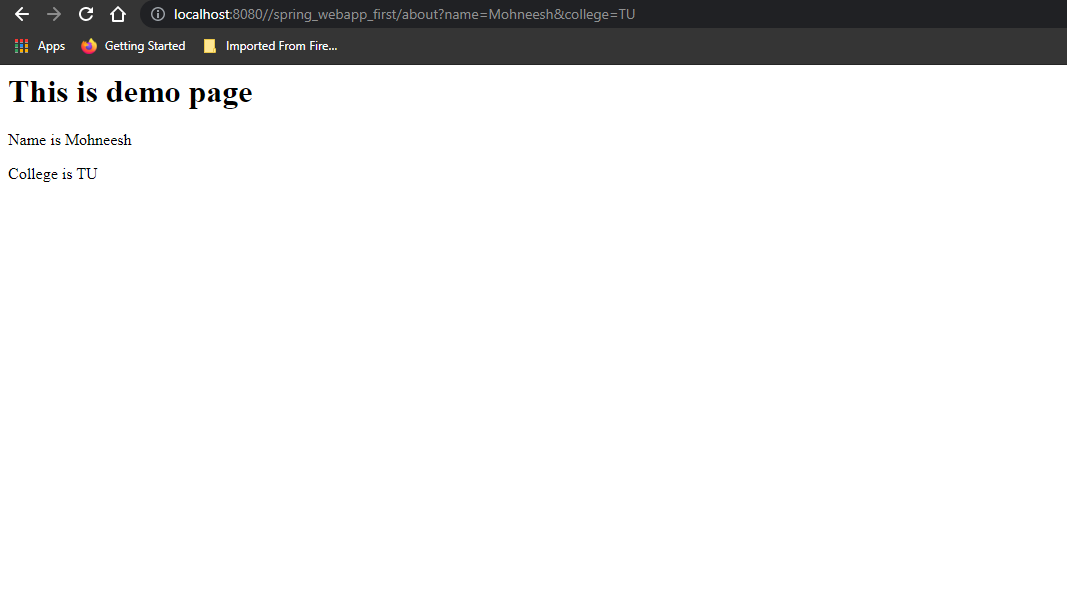 localhost:8080//spring_webapp_first/about?name=Mohneesh&college=TU
Apps Getting Started Imported From Fire...
This is demo page
Name is Mohneesh
College is TU